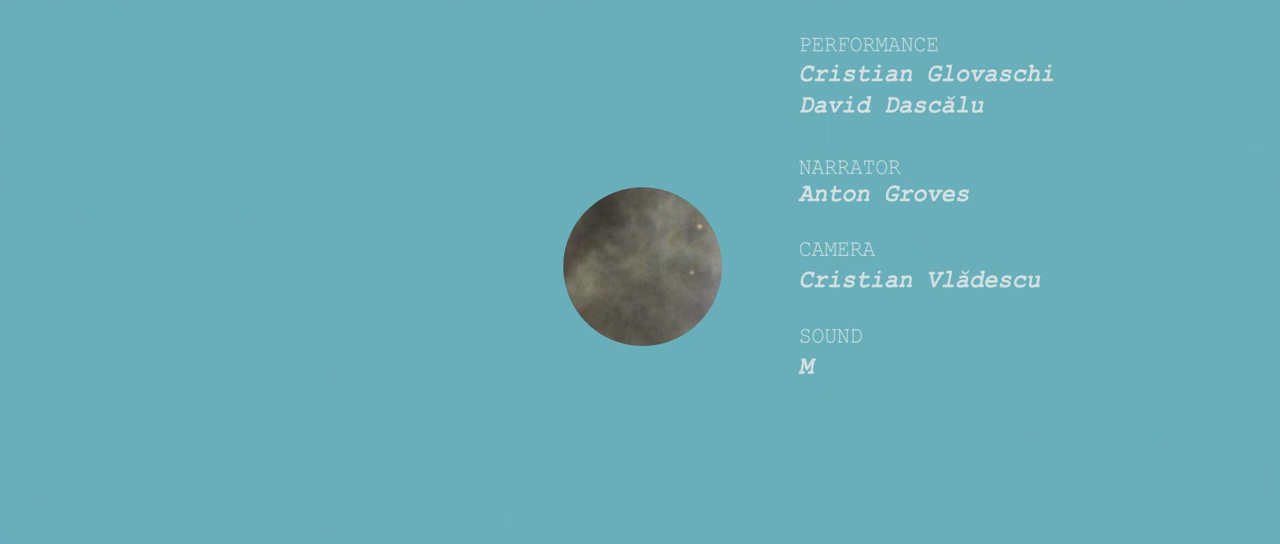 PERFORMANCE
Cristian Glovaschi
David Dascălu
NARRATOR
Anton Groves
CAMERA
Cristian Vlădescu
SOUND
M